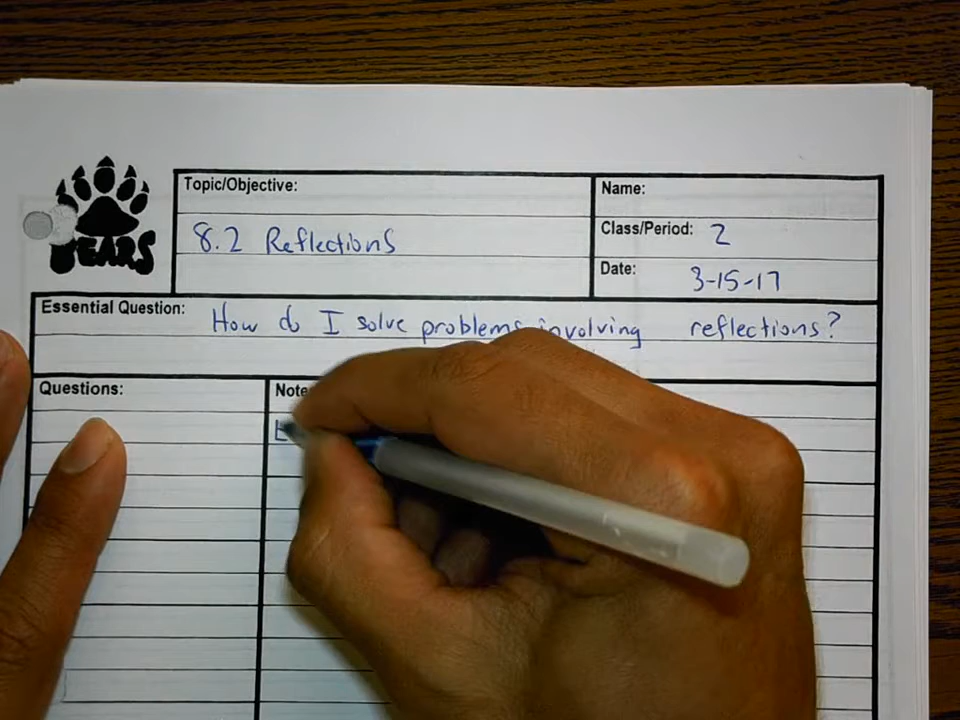 Topic/Objective:
8.2 Reflections
Name:
Class/Period: 2
Date: 3-15-17
BEARS
Essential Question: How do I solve problems involving reflections?
Questions:
Note